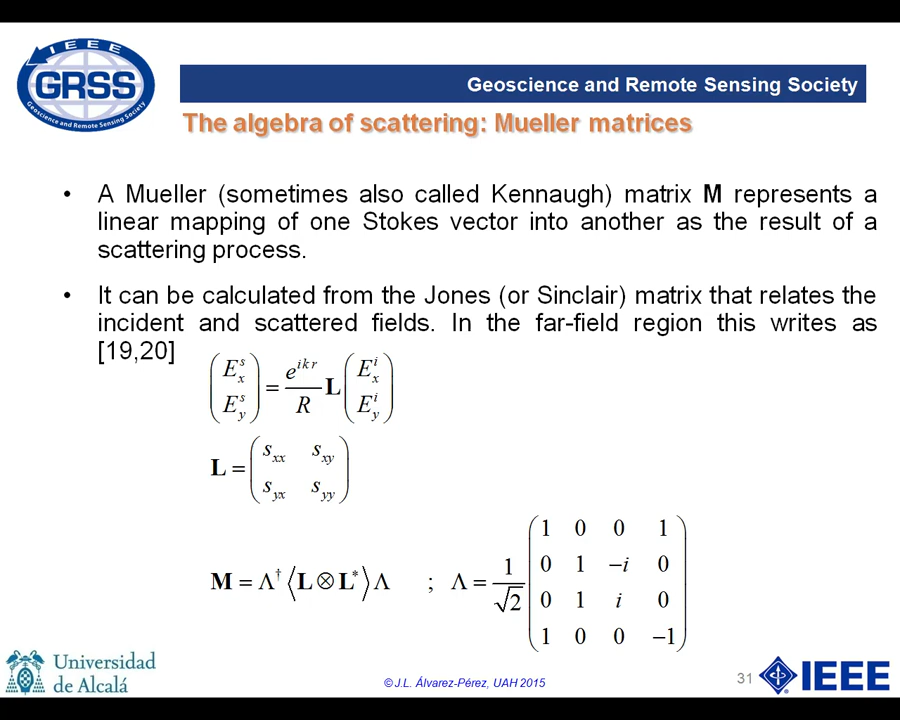 IEEE
GRSS
Geoscience and Remote Sensing Society
Geoscience and Remote Sensing Society
The algebra of scattering: Mueller matrices
• A Mueller (sometimes also called Kennaugh) matrix M represents a
linear mapping of one Stokes vector into another as the result of a
scattering process.
• It can be calculated from the Jones (or Sinclair) matrix that relates the
incident and scattered fields. In the far-field region this writes as
[19,20]
(E_x^s ; E_y^s) = e^{ikr}/R L (E_x^i ; E_y^i)
L = (s_xx s_xy ; s_yx s_yy)
M = Λ† ⟨L ⊗ L*⟩ Λ ; Λ = 1/√2 (1 0 0 1 ; 0 1 −i 0 ; 0 1 i 0 ; 1 0 0 −1)
Universidad
de Alcalá
© J.L. Álvarez-Pérez, UAH 2015
31
IEEE